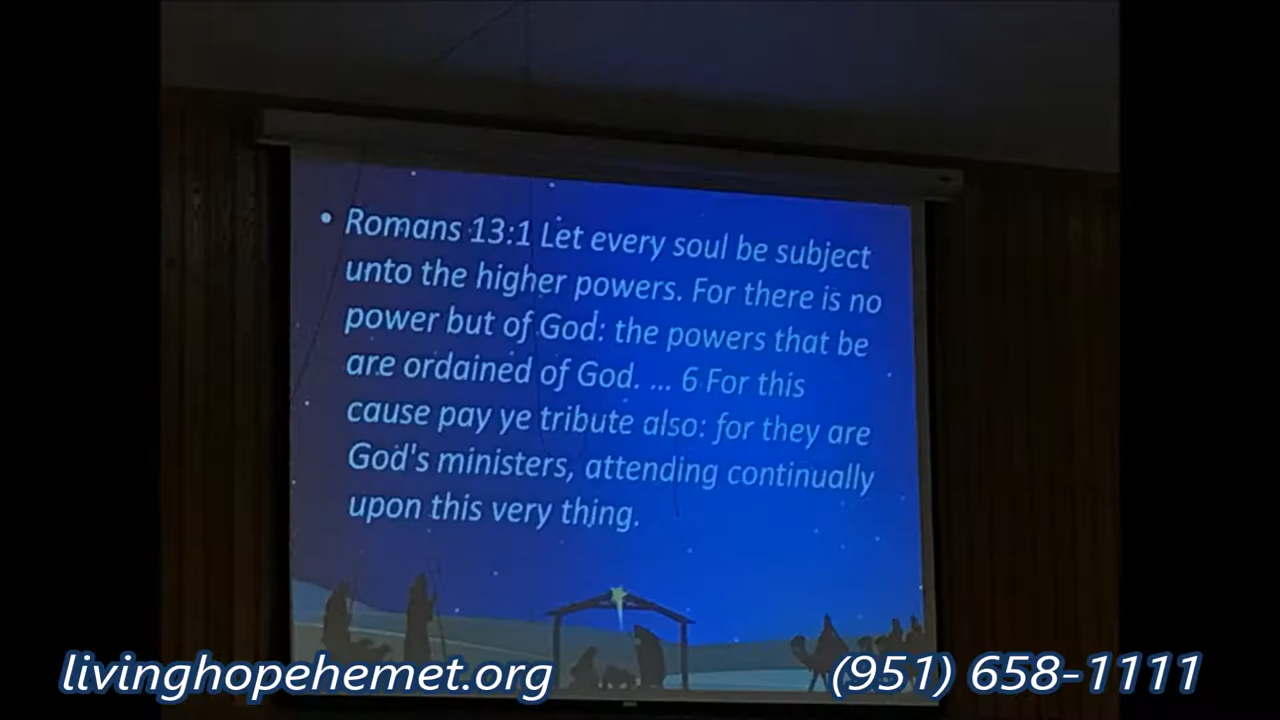 • Romans 13:1 Let every soul be subject
unto the higher powers. For there is no
power but of God: the powers that be
are ordained of God. ... 6 For this
cause pay ye tribute also: for they are
God's ministers, attending continually
upon this very thing.
livinghopehemet.org
(951) 658-1111